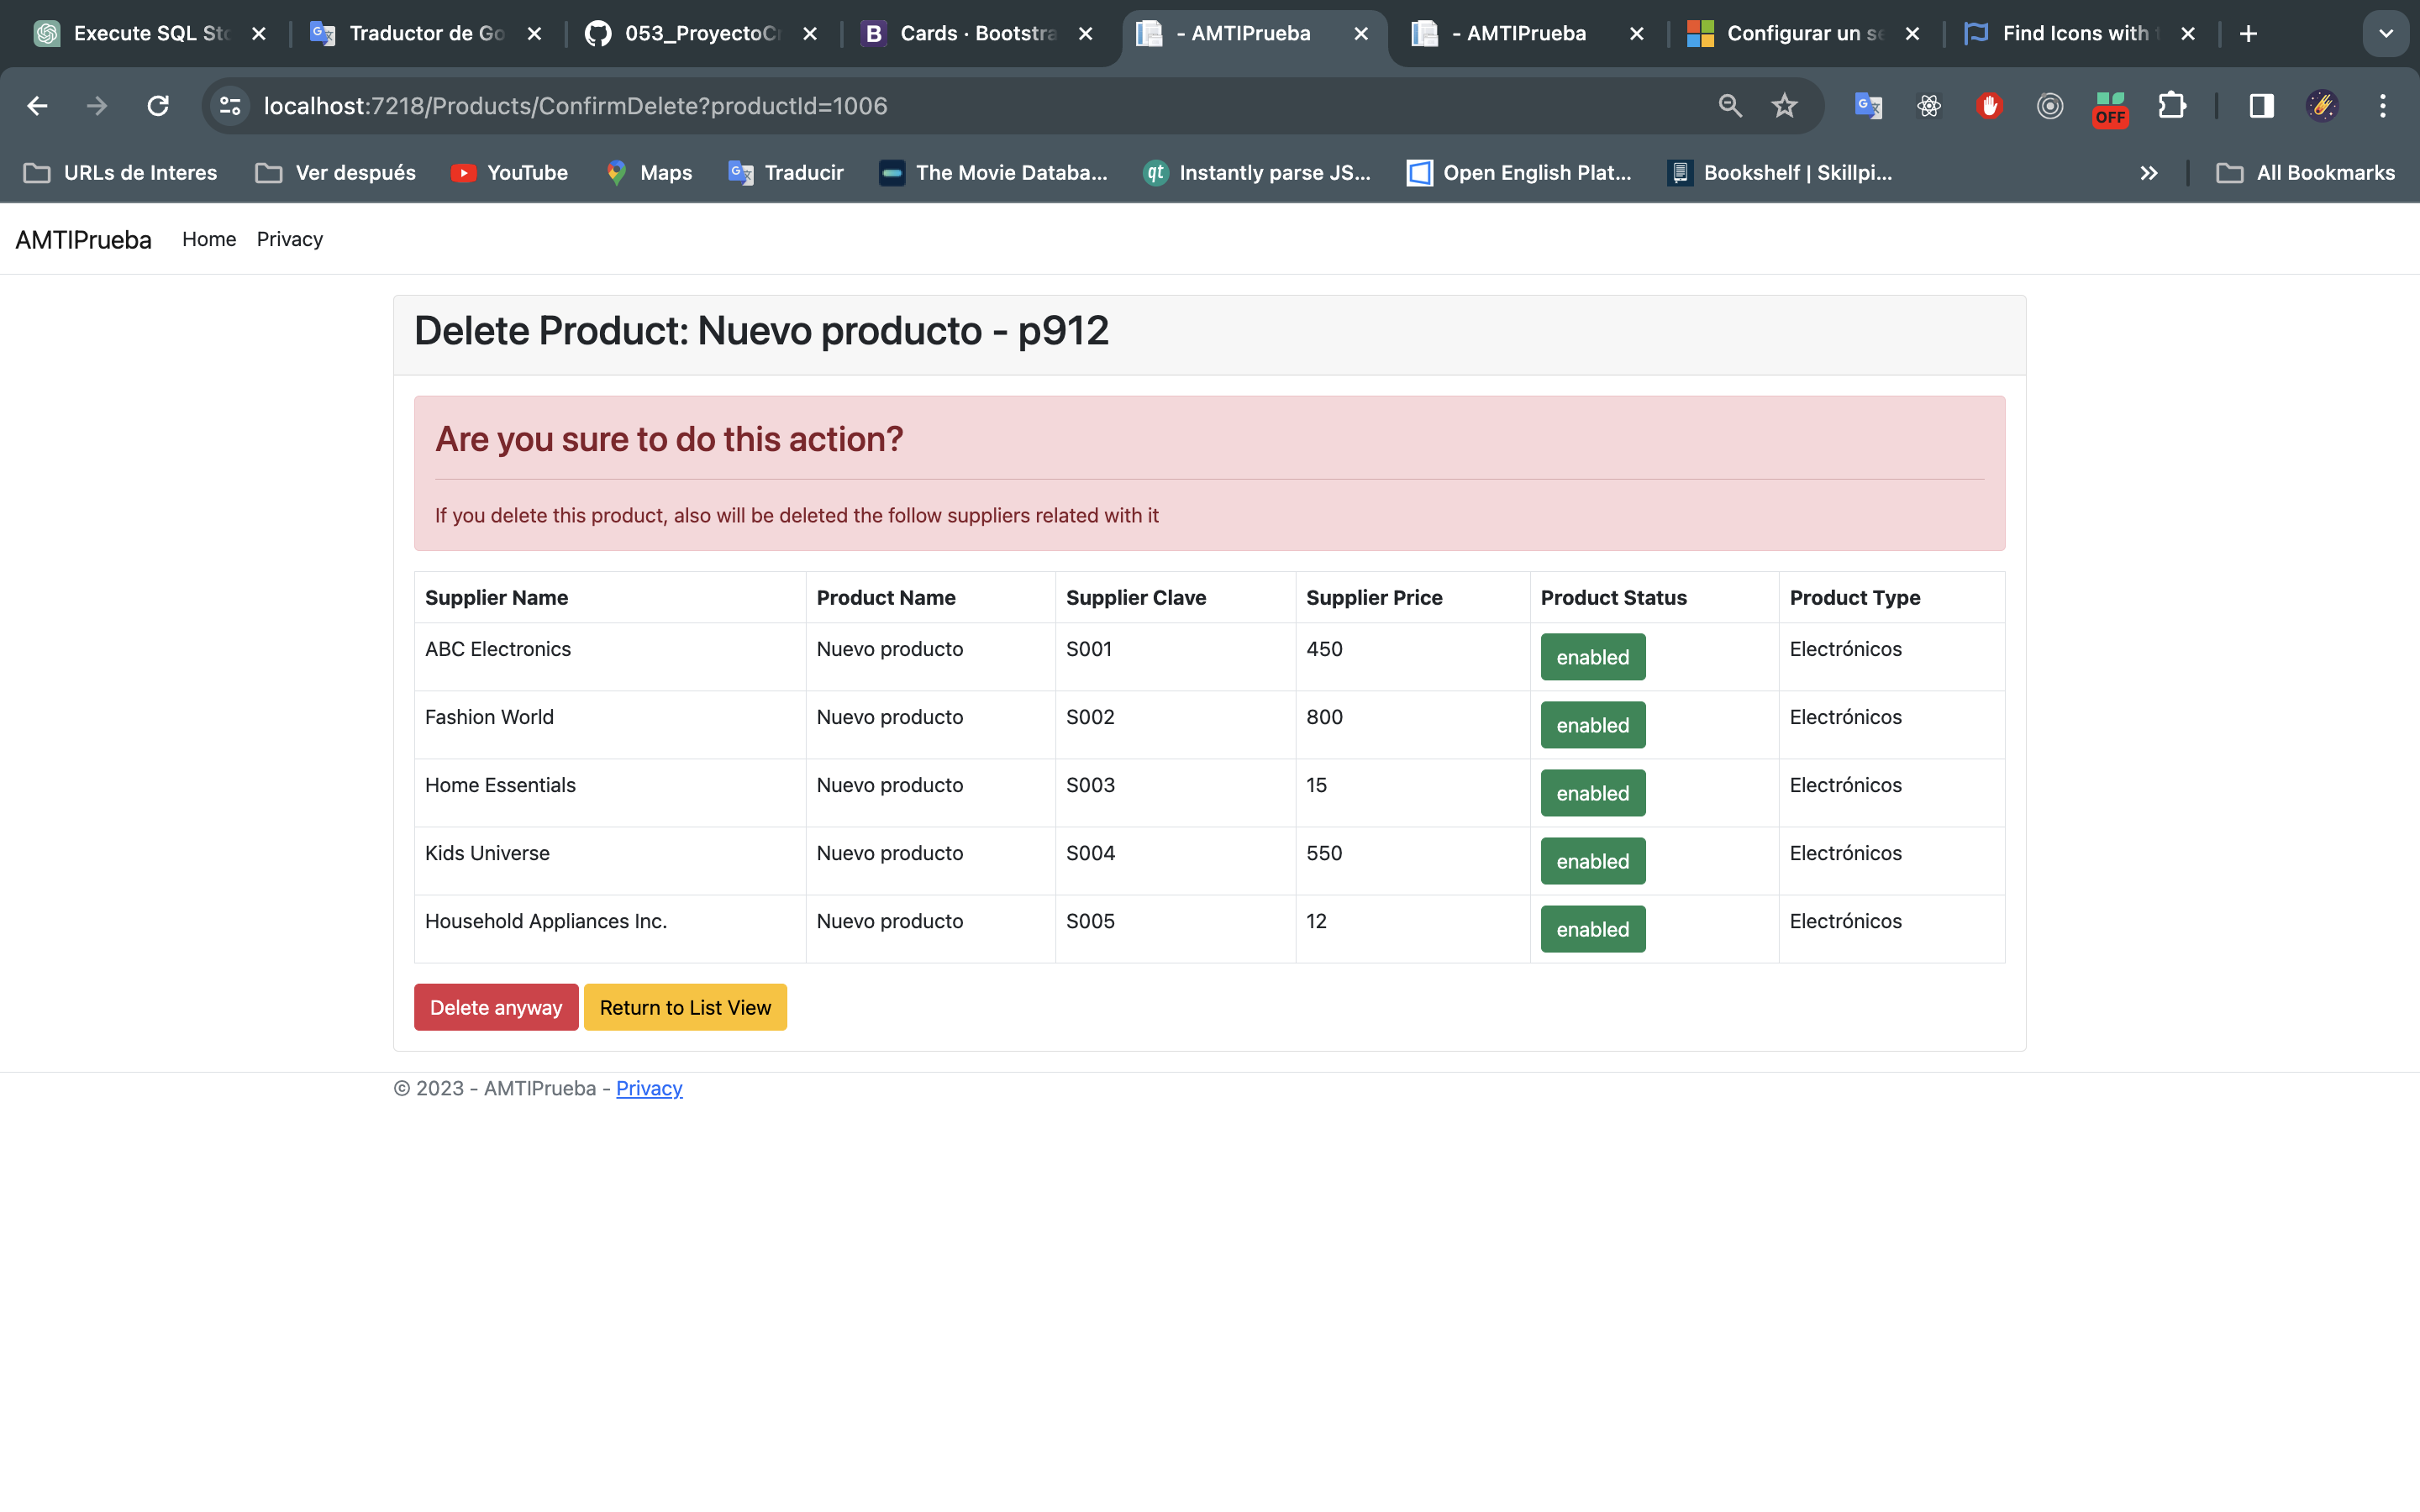 Execute SQL Sto
Traductor de Go
053_ProyectoCr
B Cards · Bootstra
- AMTIPrueba
- AMTIPrueba
Configurar un se
Find Icons with
localhost:7218/Products/ConfirmDelete?productId=1006
OFF
URLs de Interes
Ver después
YouTube
Maps
Traducir
The Movie Databa...
qt Instantly parse JS...
Open English Plat...
Bookshelf | Skillpi...
All Bookmarks
AMTIPrueba Home Privacy
Delete Product: Nuevo producto - p912
Are you sure to do this action?
If you delete this product, also will be deleted the follow suppliers related with it
Supplier Name Product Name Supplier Clave Supplier Price Product Status Product Type
ABC Electronics Nuevo producto S001 450 enabled Electrónicos
Fashion World Nuevo producto S002 800 enabled Electrónicos
Home Essentials Nuevo producto S003 15 enabled Electrónicos
Kids Universe Nuevo producto S004 550 enabled Electrónicos
Household Appliances Inc. Nuevo producto S005 12 enabled Electrónicos
Delete anyway Return to List View
© 2023 - AMTIPrueba - Privacy